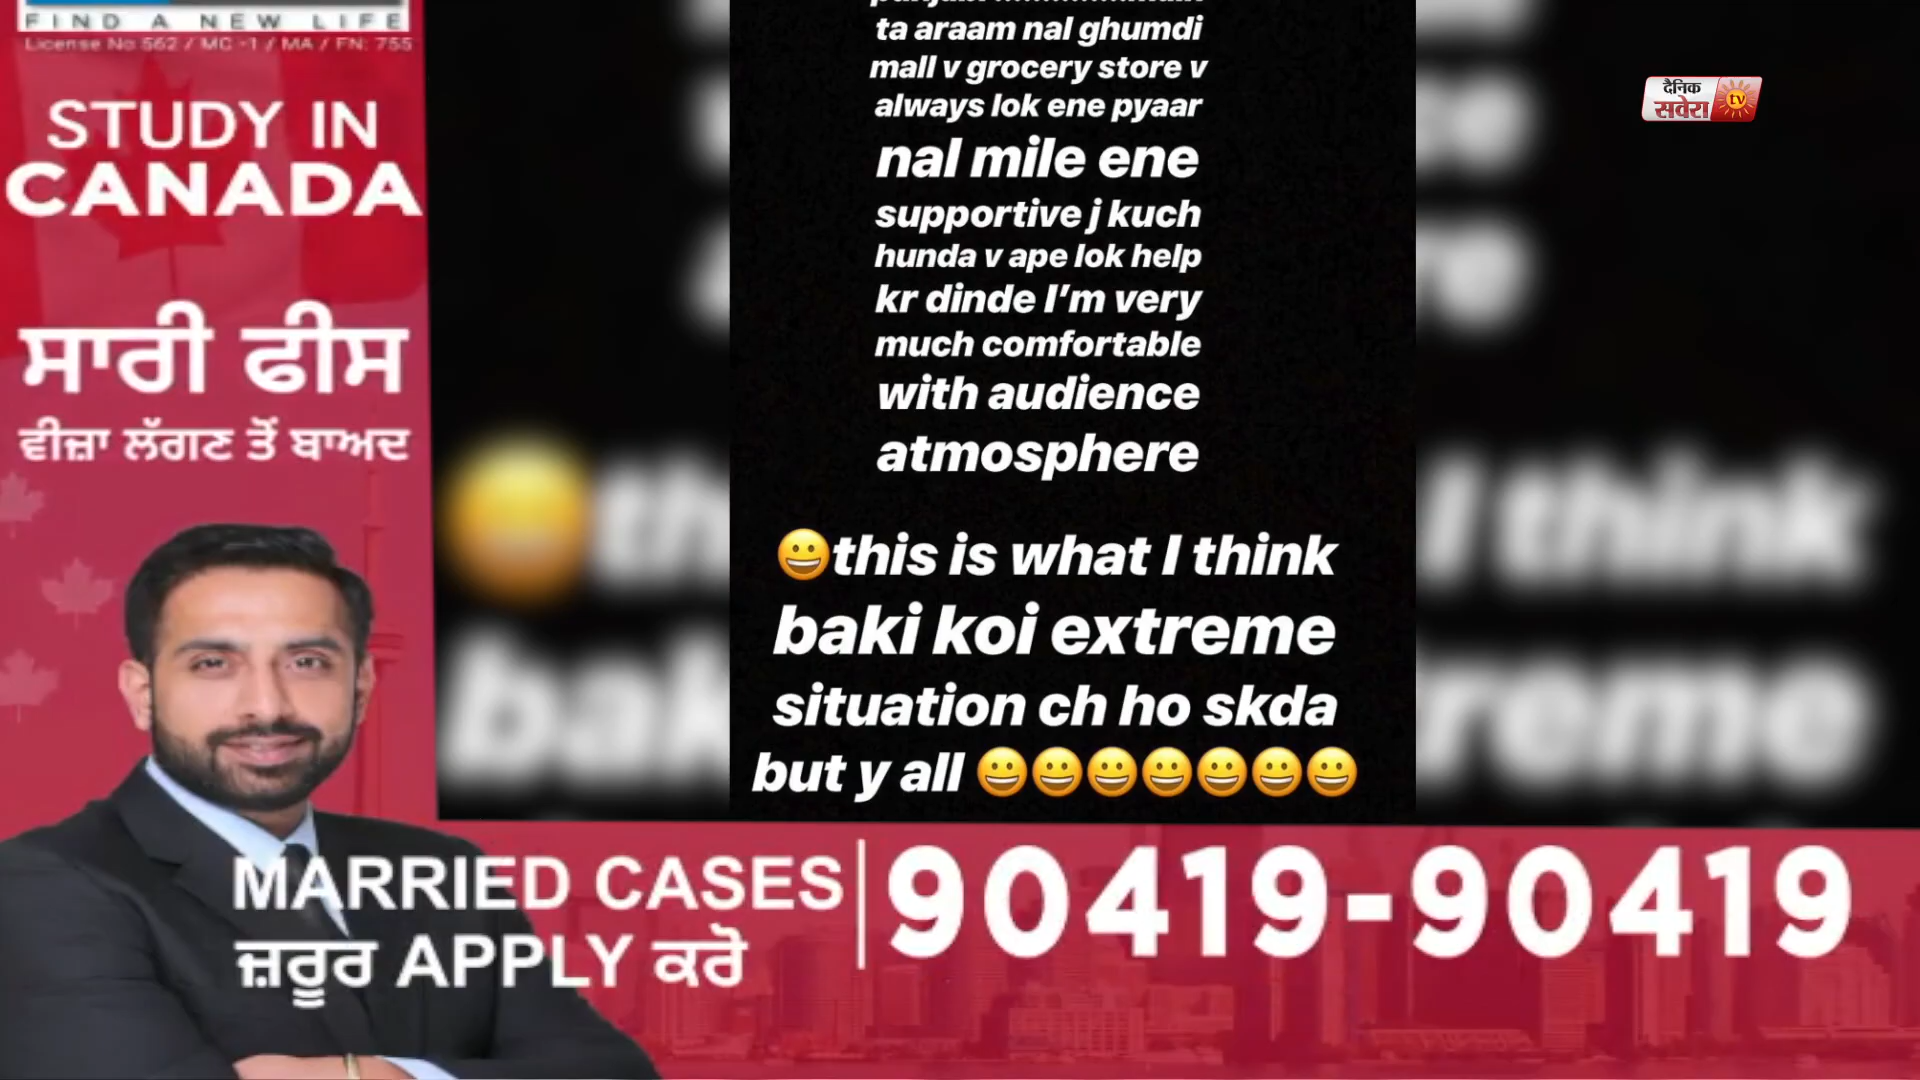 FIND A NEW LIFE
License No 562 / MC -1 / MA / FN: 755
STUDY IN
CANADA
ਸਾਰੀ ਫੀਸ
ਵੀਜ਼ਾ ਲੱਗਣ ਤੋਂ ਬਾਅਦ
ta araam nal ghumdi
mall v grocery store v
always lok ene pyaar
nal mile ene
supportive j kuch
hunda v ape lok help
kr dinde I’m very
much comfortable
with audience
atmosphere
😀this is what I think
baki koi extreme
situation ch ho skda
but y all 😀😀😀😀😀😀😀
दैनिक
सवेरा tv
MARRIED CASES
ਜ਼ਰੂਰ APPLY ਕਰੋ
90419-90419